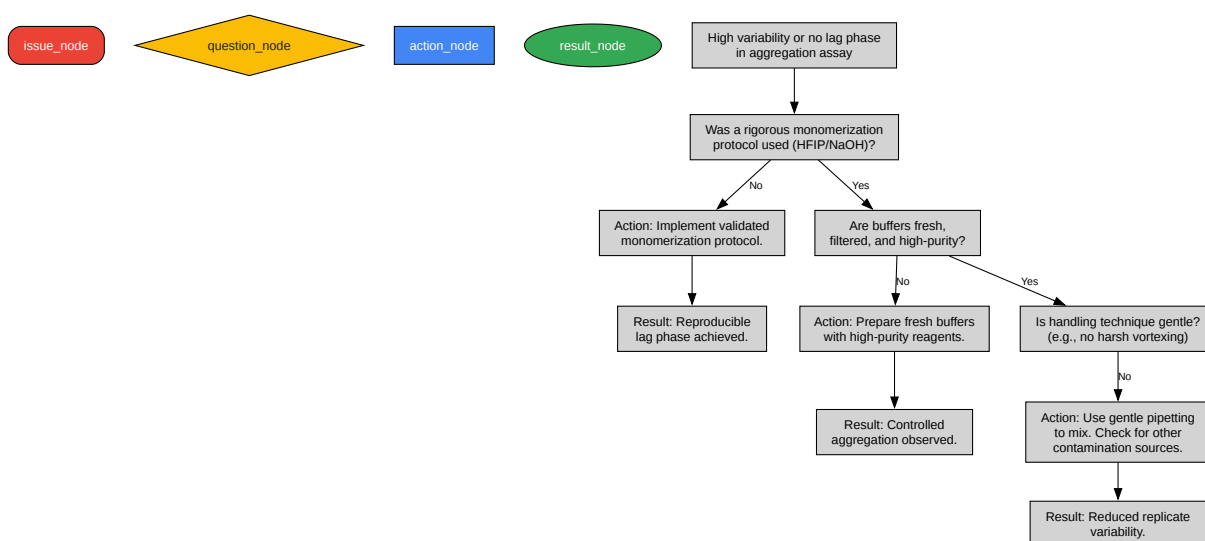 issue_node
question_node
action_node
result_node
High variability or no lag phase
in aggregation assay
Was a rigorous monomerization
protocol used (HFIP/NaOH)?
No
Yes
Action: Implement validated
monomerization protocol.
Are buffers fresh,
filtered, and high-purity?
No
Yes
Result: Reproducible
lag phase achieved.
Action: Prepare fresh buffers
with high-purity reagents.
Is handling technique gentle?
(e.g., no harsh vortexing)
No
Result: Controlled
aggregation observed.
Action: Use gentle pipetting
to mix. Check for other
contamination sources.
Result: Reduced replicate
variability.